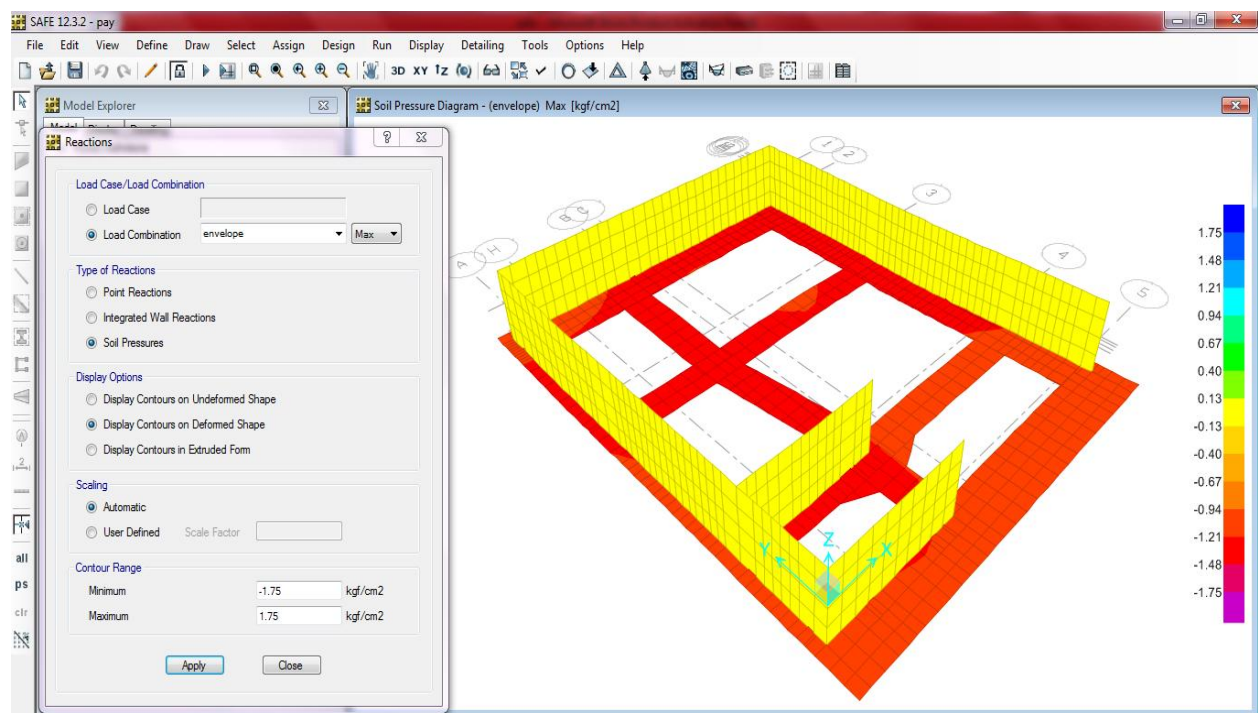 SAFE 12.3.2 - pay
File Edit View Define Draw Select Assign Design Run Display Detailing Tools Options Help
3D XY
Model Explorer
Soil Pressure Diagram - (envelope) Max [kgf/cm2]
Reactions
Load Case/Load Combination
Load Case
Load Combination envelope Max
Type of Reactions
Point Reactions
Integrated Wall Reactions
Soil Pressures
Display Options
Display Contours on Undeformed Shape
Display Contours on Deformed Shape
Display Contours in Extruded Form
Scaling
Automatic
User Defined Scale Factor
Contour Range
Minimum -1.75 kgf/cm2
Maximum 1.75 kgf/cm2
Apply Close
all
ps
clr
1 2
3
4
5
B
H
A
Z
Y X
1.75
1.48
1.21
0.94
0.67
0.40
0.13
-0.13
-0.40
-0.67
-0.94
-1.21
-1.48
-1.75